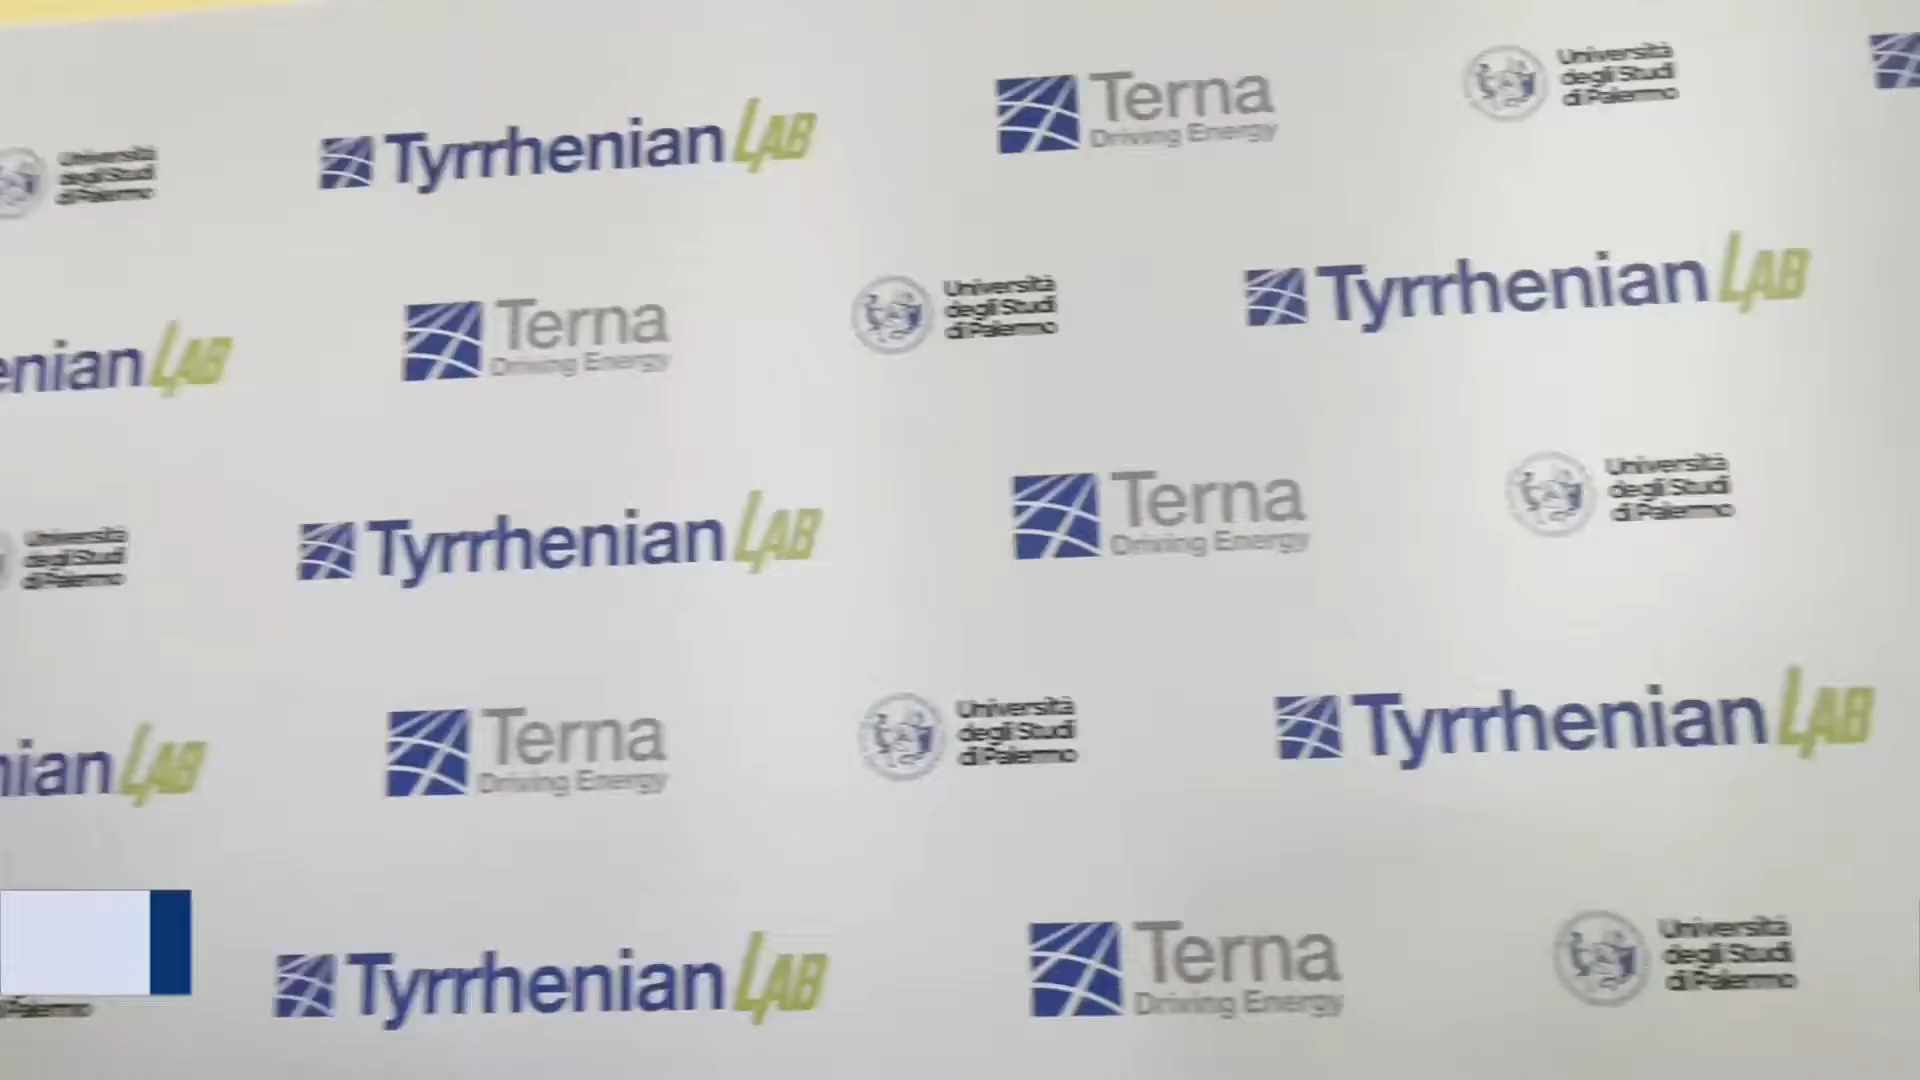 Università
degli Studi
di Palermo
Tyrrhenian LAB
Terna
Driving Energy
Università
degli Studi
di Palermo
enian LAB
Terna
Driving Energy
Università
degli Studi
di Palermo
Tyrrhenian LAB
Università
degli Studi
di Palermo
Tyrrhenian LAB
Terna
Driving Energy
Università
degli Studi
di Palermo
nian LAB
Terna
Driving Energy
Università
degli Studi
di Palermo
Tyrrhenian LAB
di Palermo
Tyrrhenian LAB
Terna
Driving Energy
Università
degli Studi
di Palermo